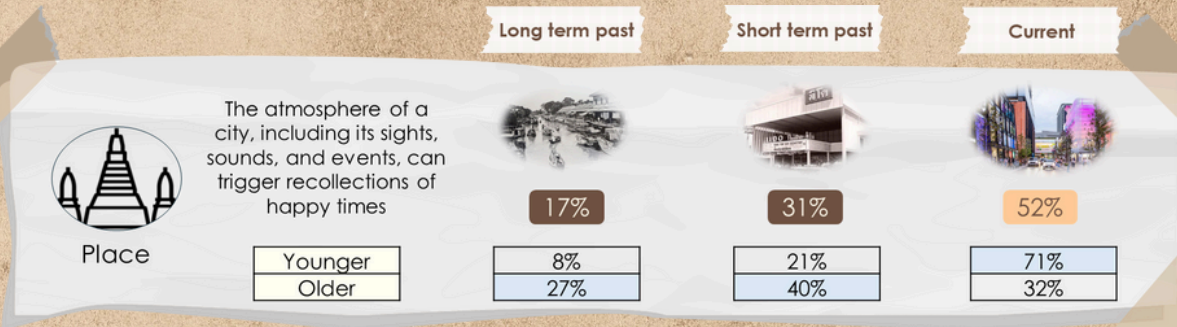 Long term past
Short term past
Current
The atmosphere of a
city, including its sights,
sounds, and events, can
trigger recollections of
happy times
Place
17%
31%
52%
Younger
8%
21%
71%
Older
27%
40%
32%